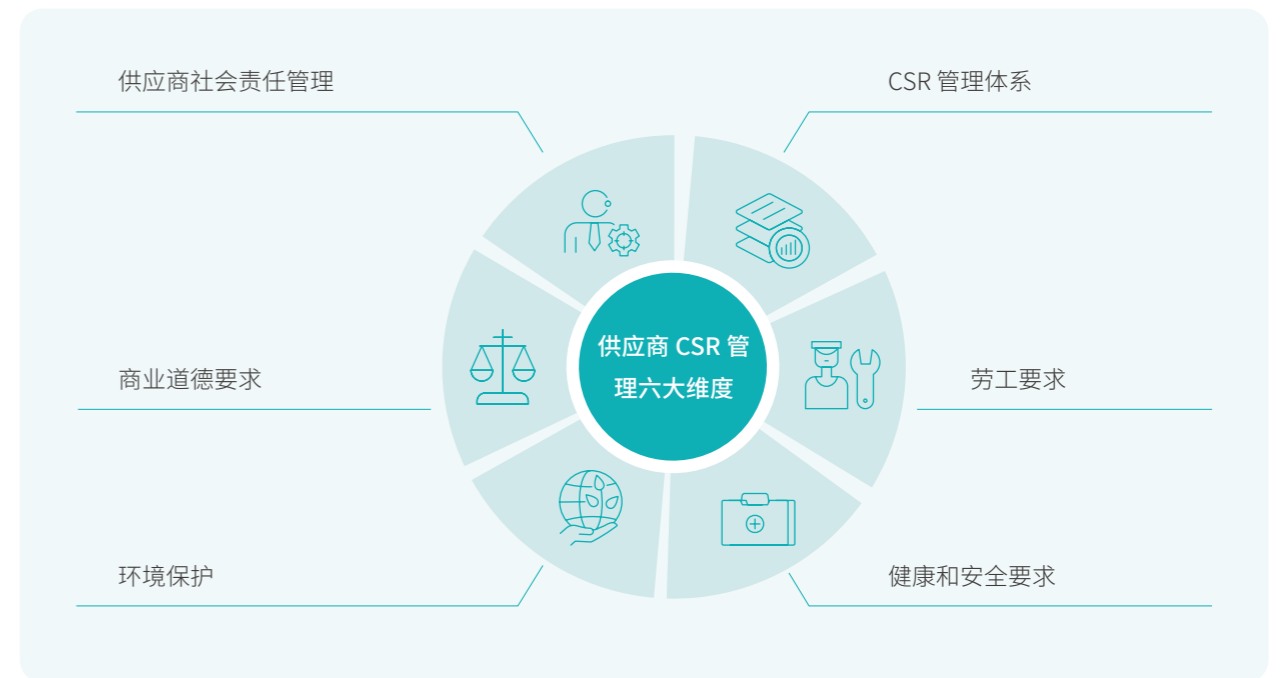 供应商社会责任管理
CSR 管理体系
供应商 CSR 管
理六大维度
商业道德要求
劳工要求
环境保护
健康和安全要求